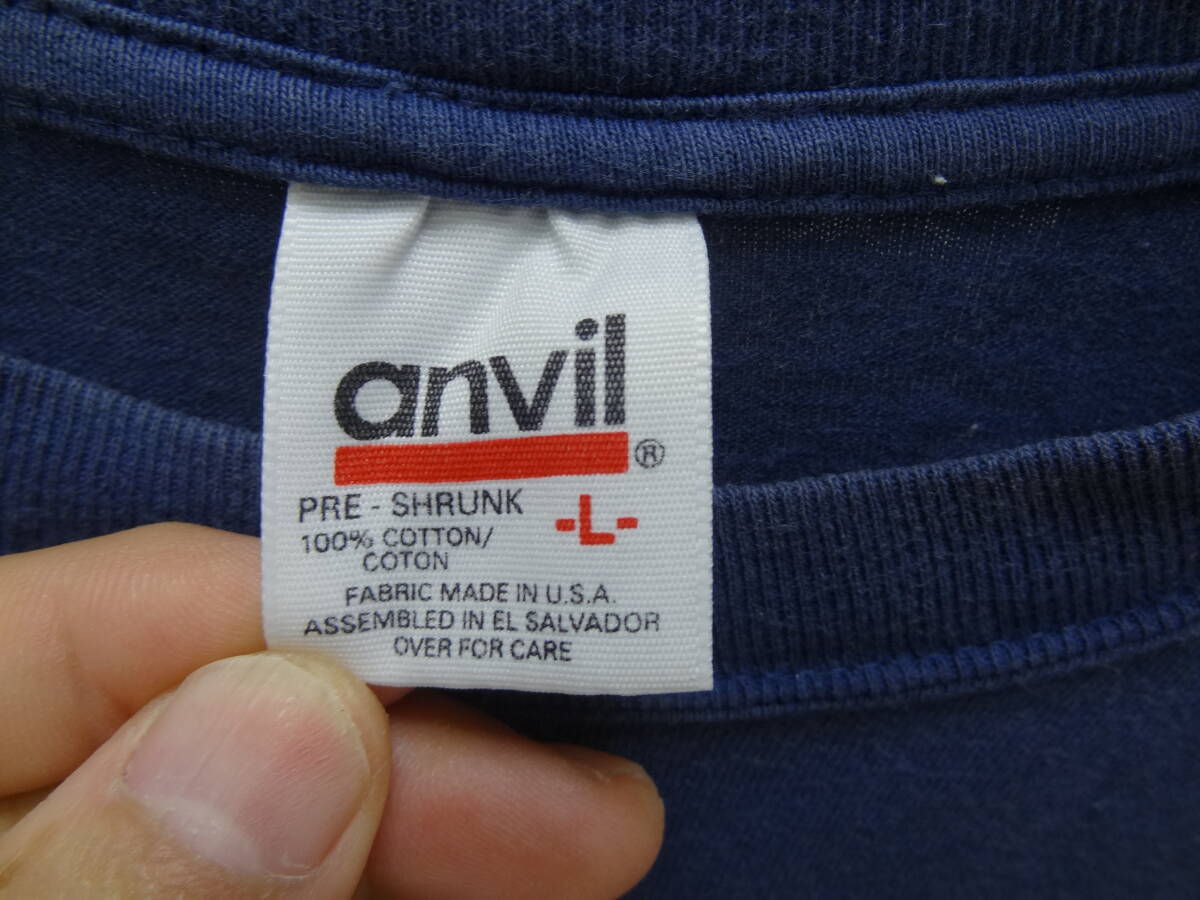 anvil
®
PRE - SHRUNK -L-
100% COTTON/
COTON
FABRIC MADE IN U.S.A.
ASSEMBLED IN EL SALVADOR
OVER FOR CARE